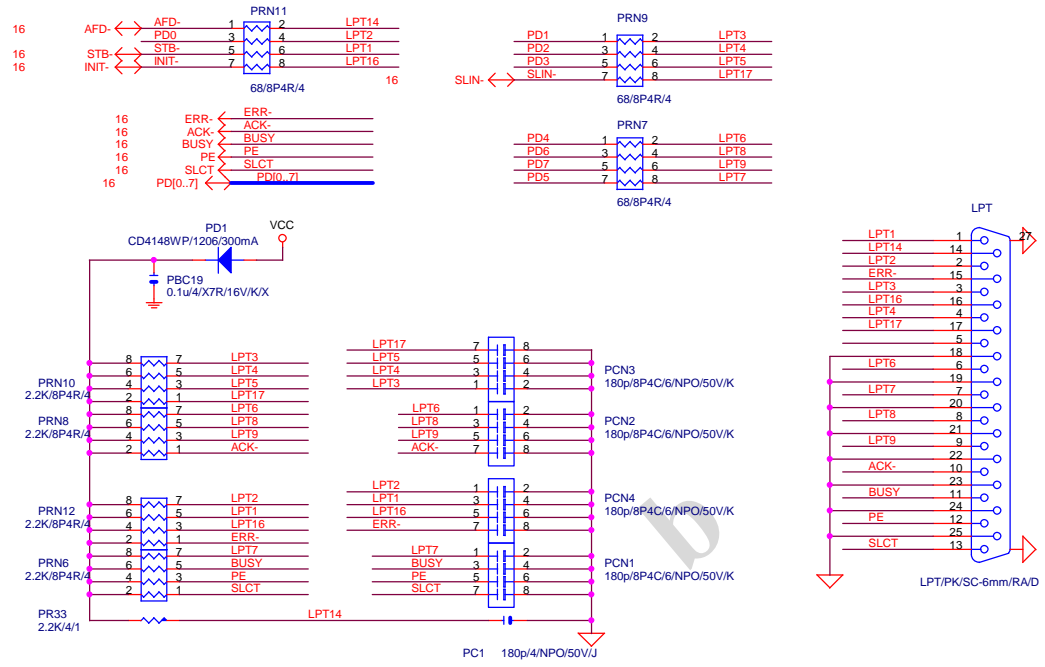 PRN11
16 AFD- AFD- 1 2 LPT14
PD0 3 4 LPT2
16 STB- STB- 5 6 LPT1
16 INIT- INIT- 7 8 LPT16
68/8P4R/4
PRN9
PD1 1 2 LPT3
PD2 3 4 LPT4
PD3 5 6 LPT5
16 SLIN- SLIN- 7 8 LPT17
68/8P4R/4
16 ERR- ERR-
16 ACK- ACK-
16 BUSY BUSY
16 PE PE
16 SLCT SLCT
16 PD[0..7] PD[0..7]
PRN7
PD4 1 2 LPT6
PD6 3 4 LPT8
PD7 5 6 LPT9
PD5 7 8 LPT7
68/8P4R/4
PD1
CD4148WP/1206/300mA
VCC
PBC19
0.1u/4/X7R/16V/K/X
8 7 LPT3
6 5 LPT4
4 3 LPT5
2 1 LPT17
PRN10
2.2K/8P4R/4
8 7 LPT6
6 5 LPT8
4 3 LPT9
2 1 ACK-
PRN8
2.2K/8P4R/4
8 7 LPT2
6 5 LPT1
4 3 LPT16
2 1 ERR-
PRN12
2.2K/8P4R/4
8 7 LPT7
6 5 BUSY
4 3 PE
2 1 SLCT
PRN6
2.2K/8P4R/4
PR33
2.2K/4/1
LPT14
LPT17 7 8
LPT5 5 6
LPT4 3 4
LPT3 1 2
PCN3
180p/8P4C/6/NPO/50V/K
LPT6 1 2
LPT8 3 4
LPT9 5 6
ACK- 7 8
PCN2
180p/8P4C/6/NPO/50V/K
LPT2 1 2
LPT1 3 4
LPT16 5 6
ERR- 7 8
PCN4
180p/8P4C/6/NPO/50V/K
LPT7 1 2
BUSY 3 4
PE 5 6
SLCT 7 8
PCN1
180p/8P4C/6/NPO/50V/K
PC1 180p/4/NPO/50V/J
b
LPT
27
LPT1 1
LPT14 14
LPT2 2
ERR- 15
LPT3 3
LPT16 16
LPT4 4
LPT17 17
5
18
LPT6 6
19
LPT7 7
20
LPT8 8
21
LPT9 9
22
ACK- 10
23
BUSY 11
24
PE 12
25
SLCT 13
LPT/PK/SC-6mm/RA/D